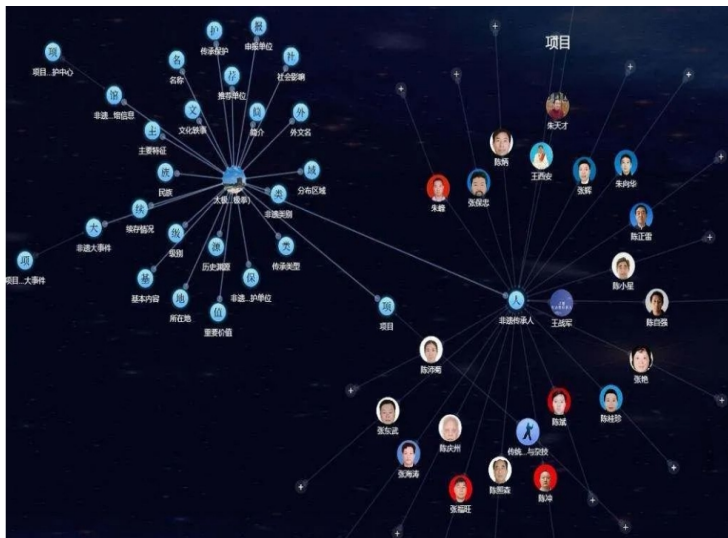 项目
护
传承保护
报
申报单位
社
社会影响
名
名称
荐
推荐单位
项
项目...护中心
馆
非遗...馆信息
文
文化轶事
简
简介
外
外文名
主
主要特征
族
民族
域
分布区域
太极...极拳)
类
非遗类别
续
续存情况
大
非遗大事件
项
项目...大事件
级
级别
渊
历史渊源
类
传承类型
基
基本内容
地
所在地
值
重要价值
保
非遗...护单位
项
项目
人
非遗传承人
朱天才
陈炳
王西安
张辉
朱向华
朱峰
张保忠
陈正雷
陈小星
王战军
陈自强
张艳
陈沛菊
陈斌
陈桂珍
张东武
陈庆州
传统...与杂技
张海涛
张福旺
陈照森
陈冲